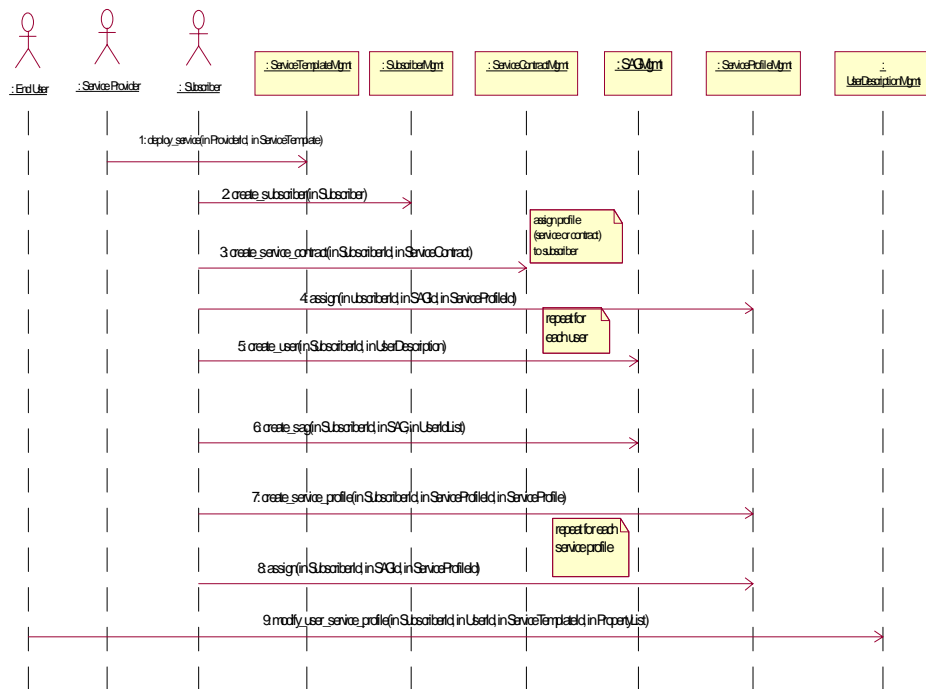 : End User
: Service Provider
: Subscriber
: ServiceTemplateMgmt
: SubscriberMgmt
: ServiceContractMgmt
: SAGMgmt
: ServiceProfileMgmt
:
UserDescriptionMgmt
1: deploy_service(in ProviderId, in ServiceTemplate)
2: create_subscriber(in Subscriber)
assign profile
(service or contract)
to subscriber
3: create_service_contract(in SubscriberId, in ServiceContract)
4: assign(in ubscriberId, in SAGId, in ServiceProfileId)
repeat for
each user
5: create_user(in SubscriberId, in UserDescription)
6: create_sag(in SubscriberId, in SAG, in UserIdList)
7: create_service_profile(in SubscriberId, in ServiceProfileId, in ServiceProfile)
repeat for each
service profile
8: assign(in SubscriberId, in SAGId, in ServiceProfileId)
9: modify_user_service_profile(in SubscriberId, in UserId, in ServiceTemplateId, in PropertyList)